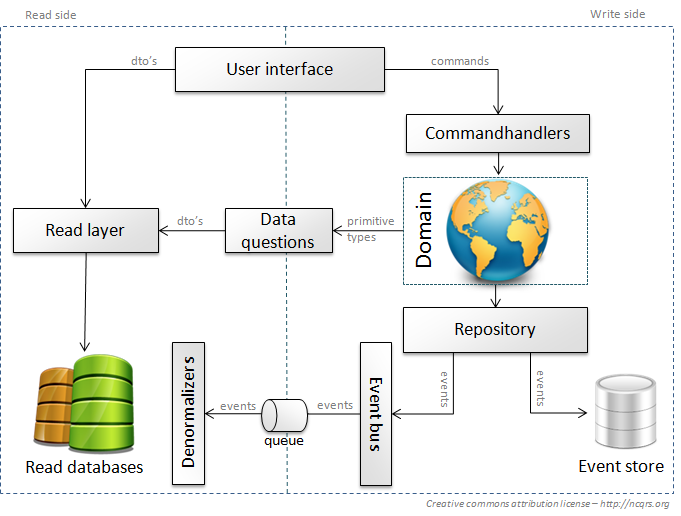 Read side
Write side
User interface
dto's
commands
Commandhandlers
Domain
Read layer
dto's
Data
questions
primitive
types
Repository
events
events
Denormalizers
events
queue
events
Event bus
Read databases
Event store
Creative commons attribution license – http://ncqrs.org